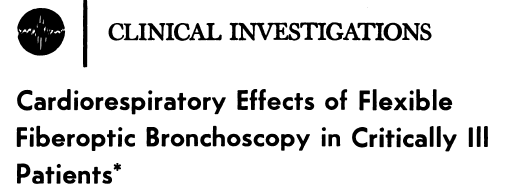 CLINICAL INVESTIGATIONS
Cardiorespiratory Effects of Flexible
Fiberoptic Bronchoscopy in Critically Ill
Patients*